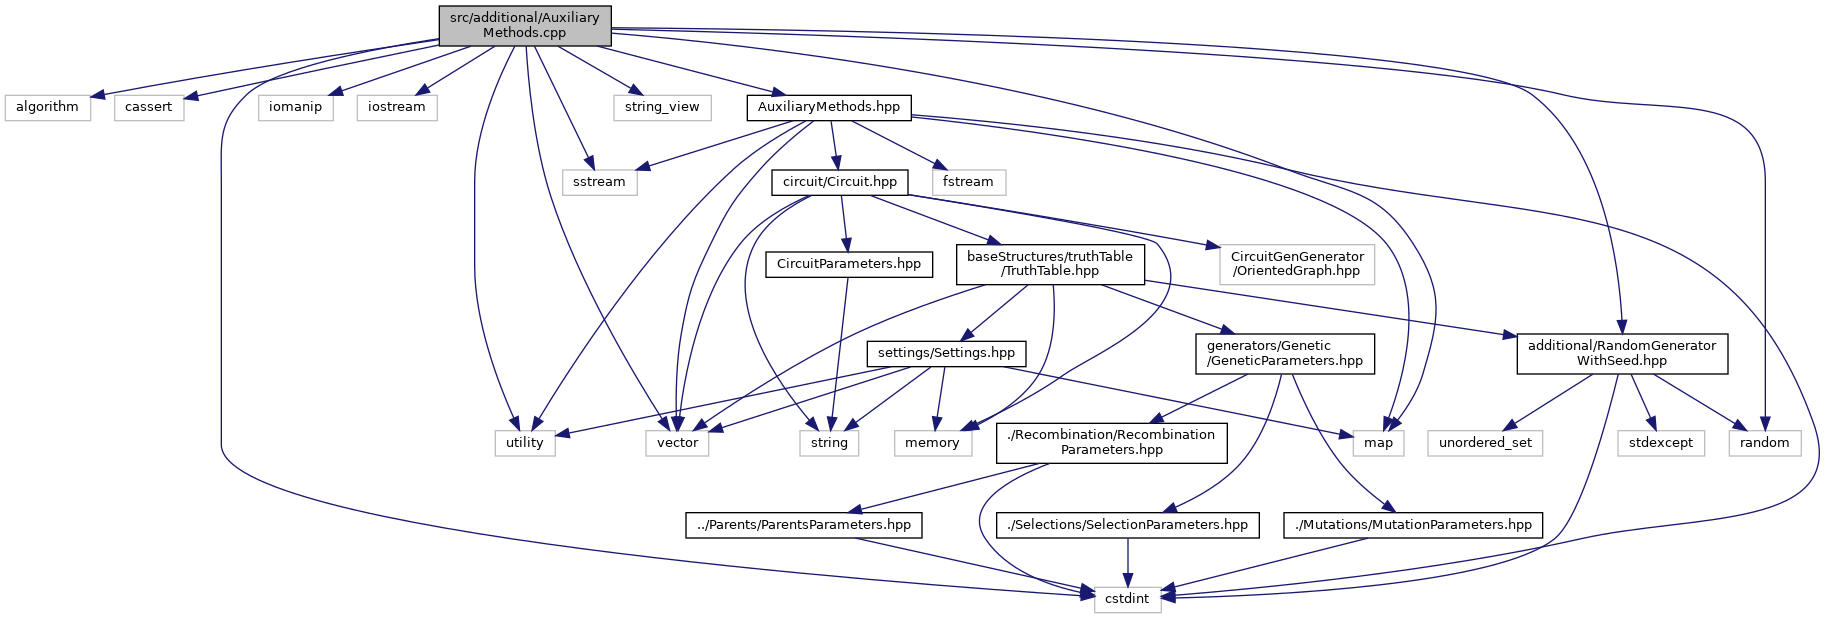 src/additional/Auxiliary
Methods.cpp
algorithm
cassert
iomanip
iostream
string_view
AuxiliaryMethods.hpp
sstream
circuit/Circuit.hpp
fstream
CircuitParameters.hpp
baseStructures/truthTable
/TruthTable.hpp
CircuitGenGenerator
/OrientedGraph.hpp
settings/Settings.hpp
generators/Genetic
/GeneticParameters.hpp
additional/RandomGenerator
WithSeed.hpp
utility
vector
string
memory
./Recombination/Recombination
Parameters.hpp
map
unordered_set
stdexcept
random
../Parents/ParentsParameters.hpp
./Selections/SelectionParameters.hpp
./Mutations/MutationParameters.hpp
cstdint